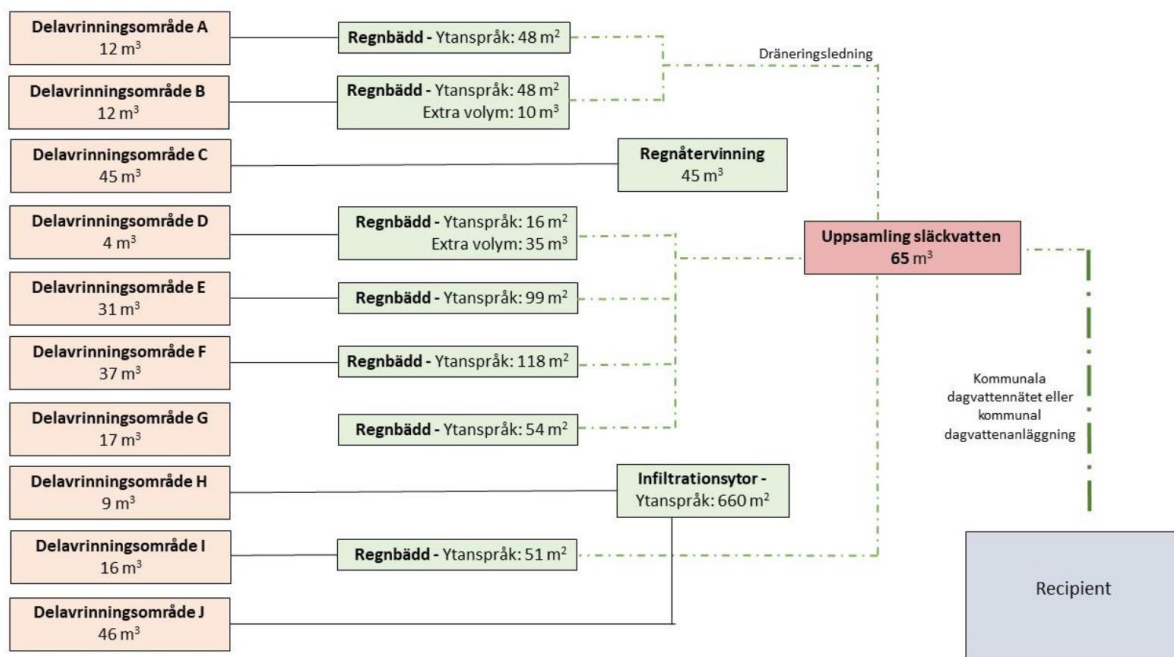 Delavrinningsområde A
12 m³
Regnbädd - Ytanspråk: 48 m²
Dräneringsledning
Delavrinningsområde B
12 m³
Regnbädd - Ytanspråk: 48 m²
Extra volym: 10 m³
Delavrinningsområde C
45 m³
Regnåtervinning
45 m³
Delavrinningsområde D
4 m³
Regnbädd - Ytanspråk: 16 m²
Extra volym: 35 m³
Uppsamling släckvatten
65 m³
Delavrinningsområde E
31 m³
Regnbädd - Ytanspråk: 99 m²
Delavrinningsområde F
37 m³
Regnbädd - Ytanspråk: 118 m²
Kommunala
dagvattennätet eller
kommunal
dagvattenanläggning
Delavrinningsområde G
17 m³
Regnbädd - Ytanspråk: 54 m²
Delavrinningsområde H
9 m³
Infiltrationsytor -
Ytanspråk: 660 m²
Delavrinningsområde I
16 m³
Regnbädd - Ytanspråk: 51 m²
Delavrinningsområde J
46 m³
Recipient